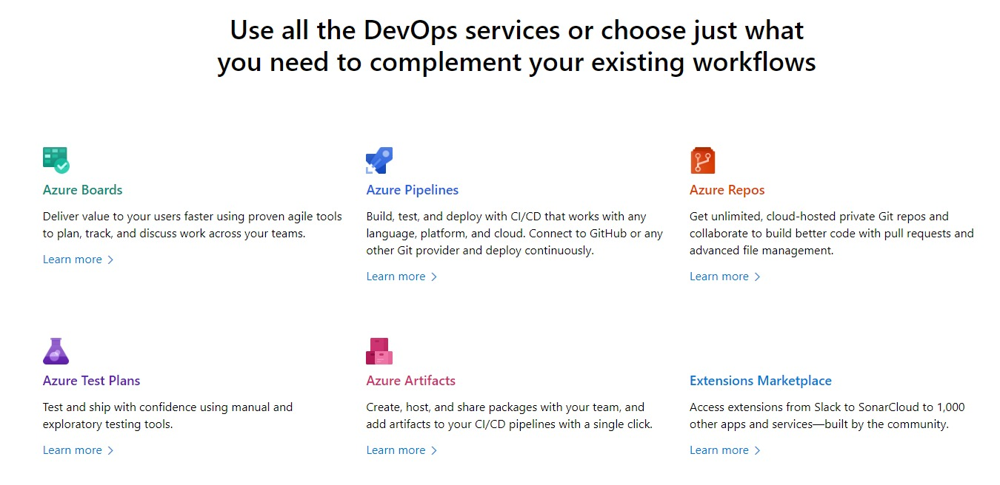 Use all the DevOps services or choose just what
you need to complement your existing workflows
Azure Boards
Deliver value to your users faster using proven agile tools
to plan, track, and discuss work across your teams.
Learn more
Azure Pipelines
Build, test, and deploy with CI/CD that works with any
language, platform, and cloud. Connect to GitHub or any
other Git provider and deploy continuously.
Learn more
Azure Repos
Get unlimited, cloud-hosted private Git repos and
collaborate to build better code with pull requests and
advanced file management.
Learn more
Azure Test Plans
Test and ship with confidence using manual and
exploratory testing tools.
Learn more
Azure Artifacts
Create, host, and share packages with your team, and
add artifacts to your CI/CD pipelines with a single click.
Learn more
Extensions Marketplace
Access extensions from Slack to SonarCloud to 1,000
other apps and services—built by the community.
Learn more